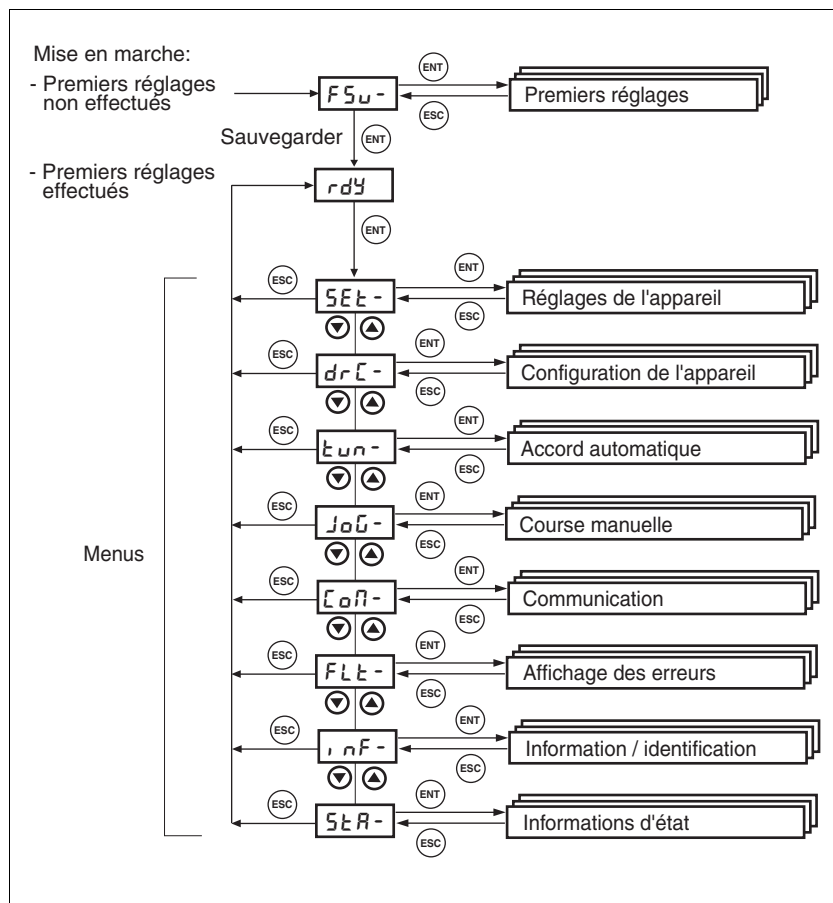 Mise en marche:
- Premiers réglages
non effectués
FSu-
ENT
ESC
Premiers réglages
Sauvegarder
ENT
- Premiers réglages
effectués
rdy
ENT
Menus
ESC
SEt-
ENT
ESC
Réglages de l'appareil
ESC
drC-
ENT
ESC
Configuration de l'appareil
ESC
tun-
ENT
ESC
Accord automatique
ESC
JoG-
ENT
ESC
Course manuelle
ESC
CoM-
ENT
ESC
Communication
ESC
FLt-
ENT
ESC
Affichage des erreurs
ESC
inF-
ENT
ESC
Information / identification
ESC
StA-
ENT
ESC
Informations d'état